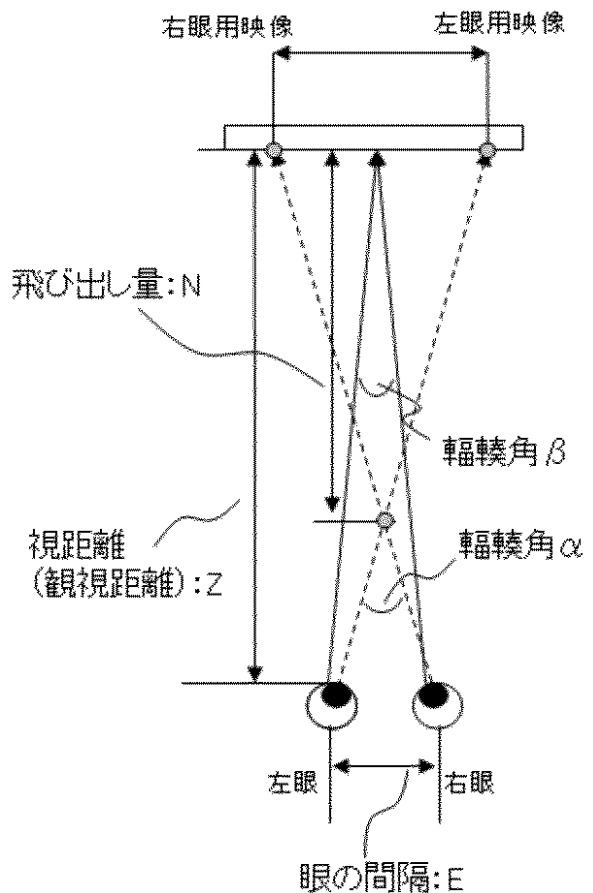 右眼用映像
左眼用映像
飛び出し量:N
輻輳角β
視距離
(観視距離):Z
輻輳角α
左眼
右眼
眼の間隔:E